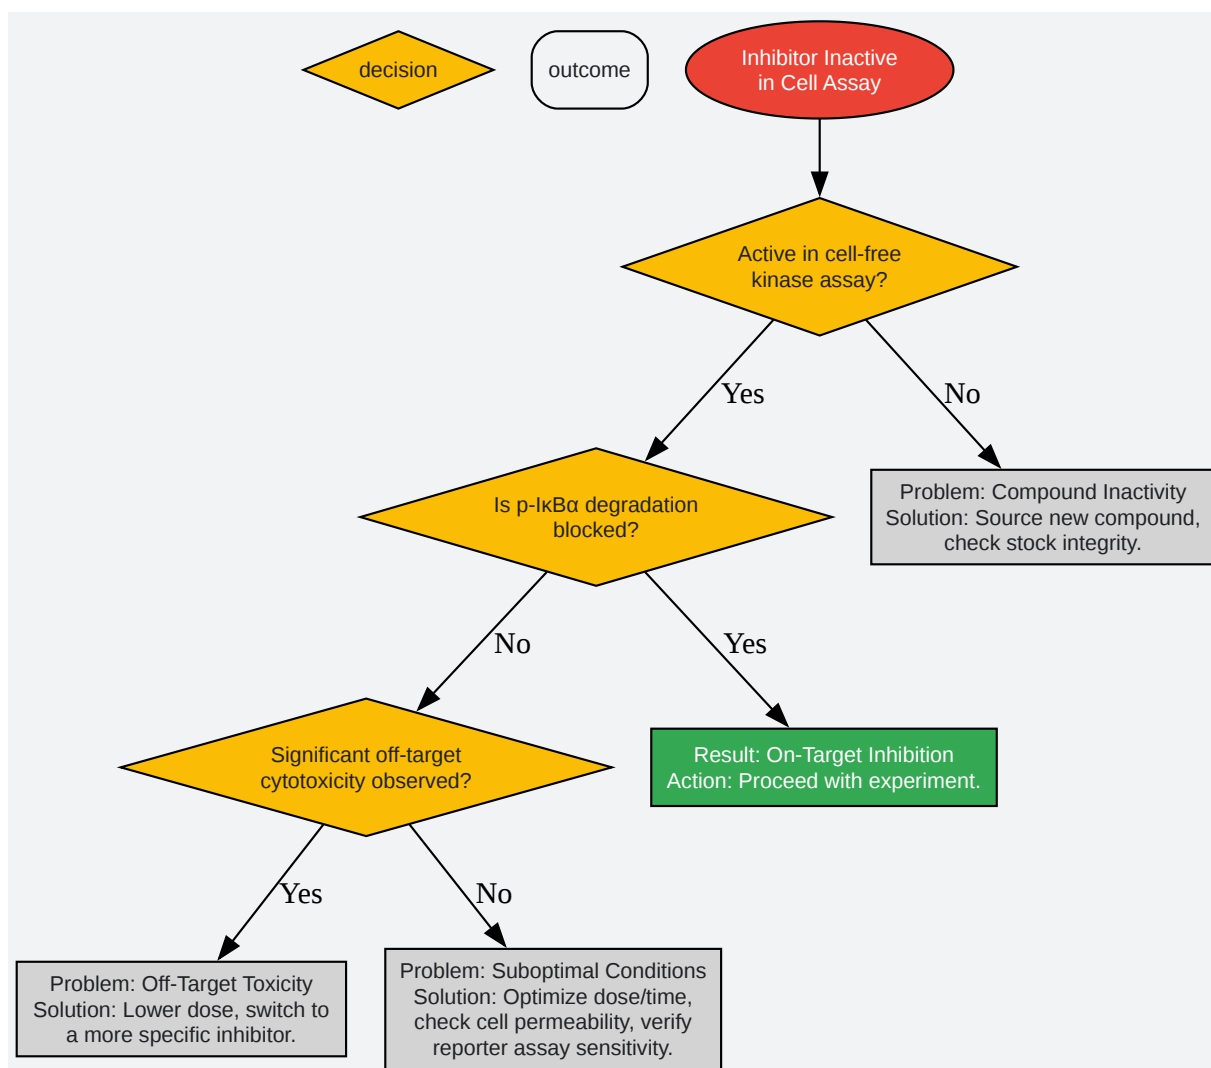 decision
outcome
Inhibitor Inactive
in Cell Assay
Active in cell-free
kinase assay?
Yes
No
Is p-IκBα degradation
blocked?
Problem: Compound Inactivity
Solution: Source new compound,
check stock integrity.
No
Yes
Significant off-target
cytotoxicity observed?
Result: On-Target Inhibition
Action: Proceed with experiment.
Yes
No
Problem: Off-Target Toxicity
Solution: Lower dose, switch to
a more specific inhibitor.
Problem: Suboptimal Conditions
Solution: Optimize dose/time,
check cell permeability, verify
reporter assay sensitivity.